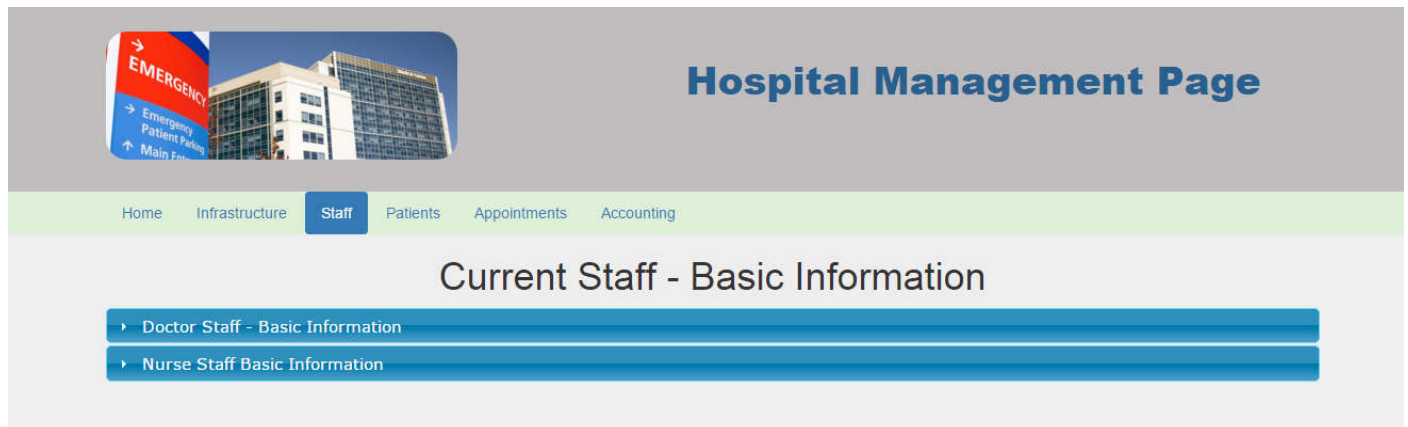 →
EMERGENCY
→ Emergency
Patient Parking
↑ Main
Hospital Management Page
Home Infrastructure Staff Patients Appointments Accounting
Current Staff - Basic Information
Doctor Staff - Basic Information
Nurse Staff Basic Information